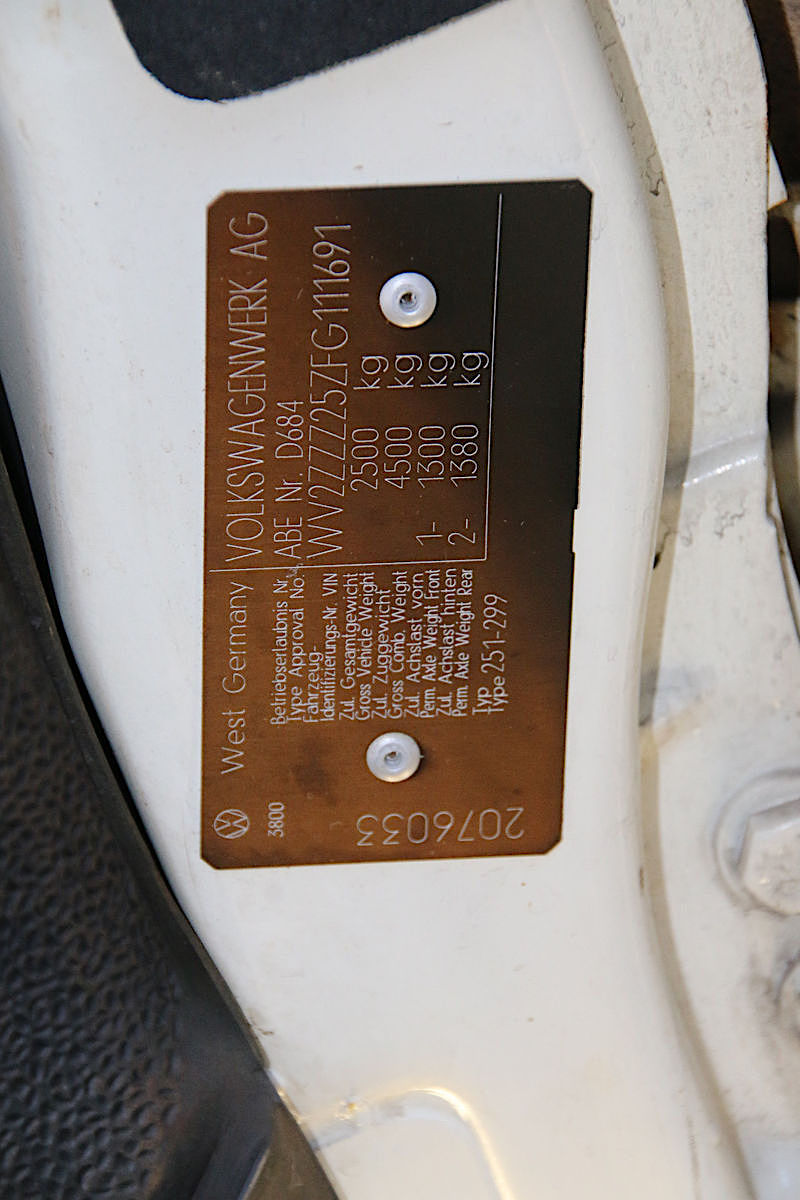 West Germany VOLKSWAGENWERK AG
3800
Betriebserlaubnis Nr. ABE Nr. D684
Type Approval No.
Fahrzeug-
Identifizierungs-Nr. VIN WV2ZZZ25ZFG111691
Zul. Gesamtgewicht 2500 kg
Gross Vehicle Weight
Zul. Zuggewicht 4500 kg
Gross Comb. Weight
Zul. Achslast vorn 1- 1300 kg
Perm. Axle Weight Front
Zul. Achslast hinten 2- 1380 kg
Perm. Axle Weight Rear
Typ
Type 251-299
2076033